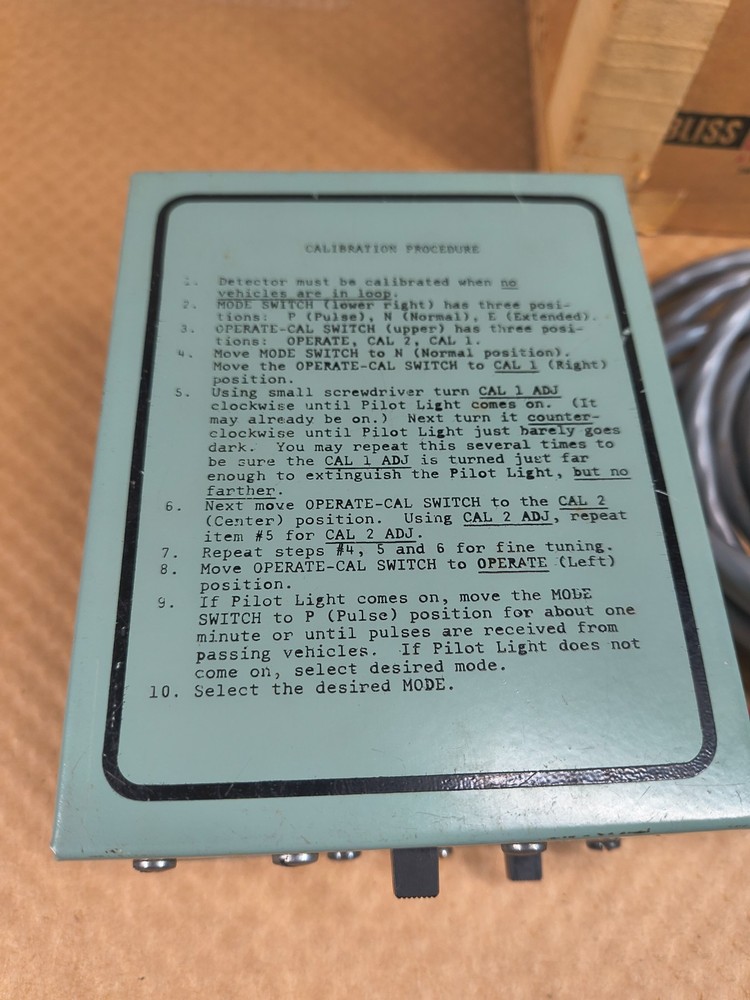 BLISS
CALIBRATION PROCEDURE
1. Detector must be calibrated when no
vehicles are in loop.
2. MODE SWITCH (lower right) has three posi-
tions: P (Pulse), N (Normal), E (Extended).
3. OPERATE-CAL SWITCH (upper) has three posi-
tions: OPERATE, CAL 2, CAL 1.
4. Move MODE SWITCH to N (Normal position).
Move the OPERATE-CAL SWITCH to CAL 1 (Right)
position.
5. Using small screwdriver turn CAL 1 ADJ
clockwise until Pilot Light comes on. (It
may already be on.) Next turn it counter-
clockwise until Pilot Light just barely goes
dark. You may repeat this several times to
be sure the CAL 1 ADJ is turned just far
enough to extinguish the Pilot Light, but no
farther.
6. Next move OPERATE-CAL SWITCH to the CAL 2
(Center) position. Using CAL 2 ADJ, repeat
item #5 for CAL 2 ADJ.
7. Repeat steps #4, 5 and 6 for fine tuning.
8. Move OPERATE-CAL SWITCH to OPERATE (Left)
position.
9. If Pilot Light comes on, move the MODE
SWITCH to P (Pulse) position for about one
minute or until pulses are received from
passing vehicles. If Pilot Light does not
come on, select desired mode.
10. Select the desired MODE.